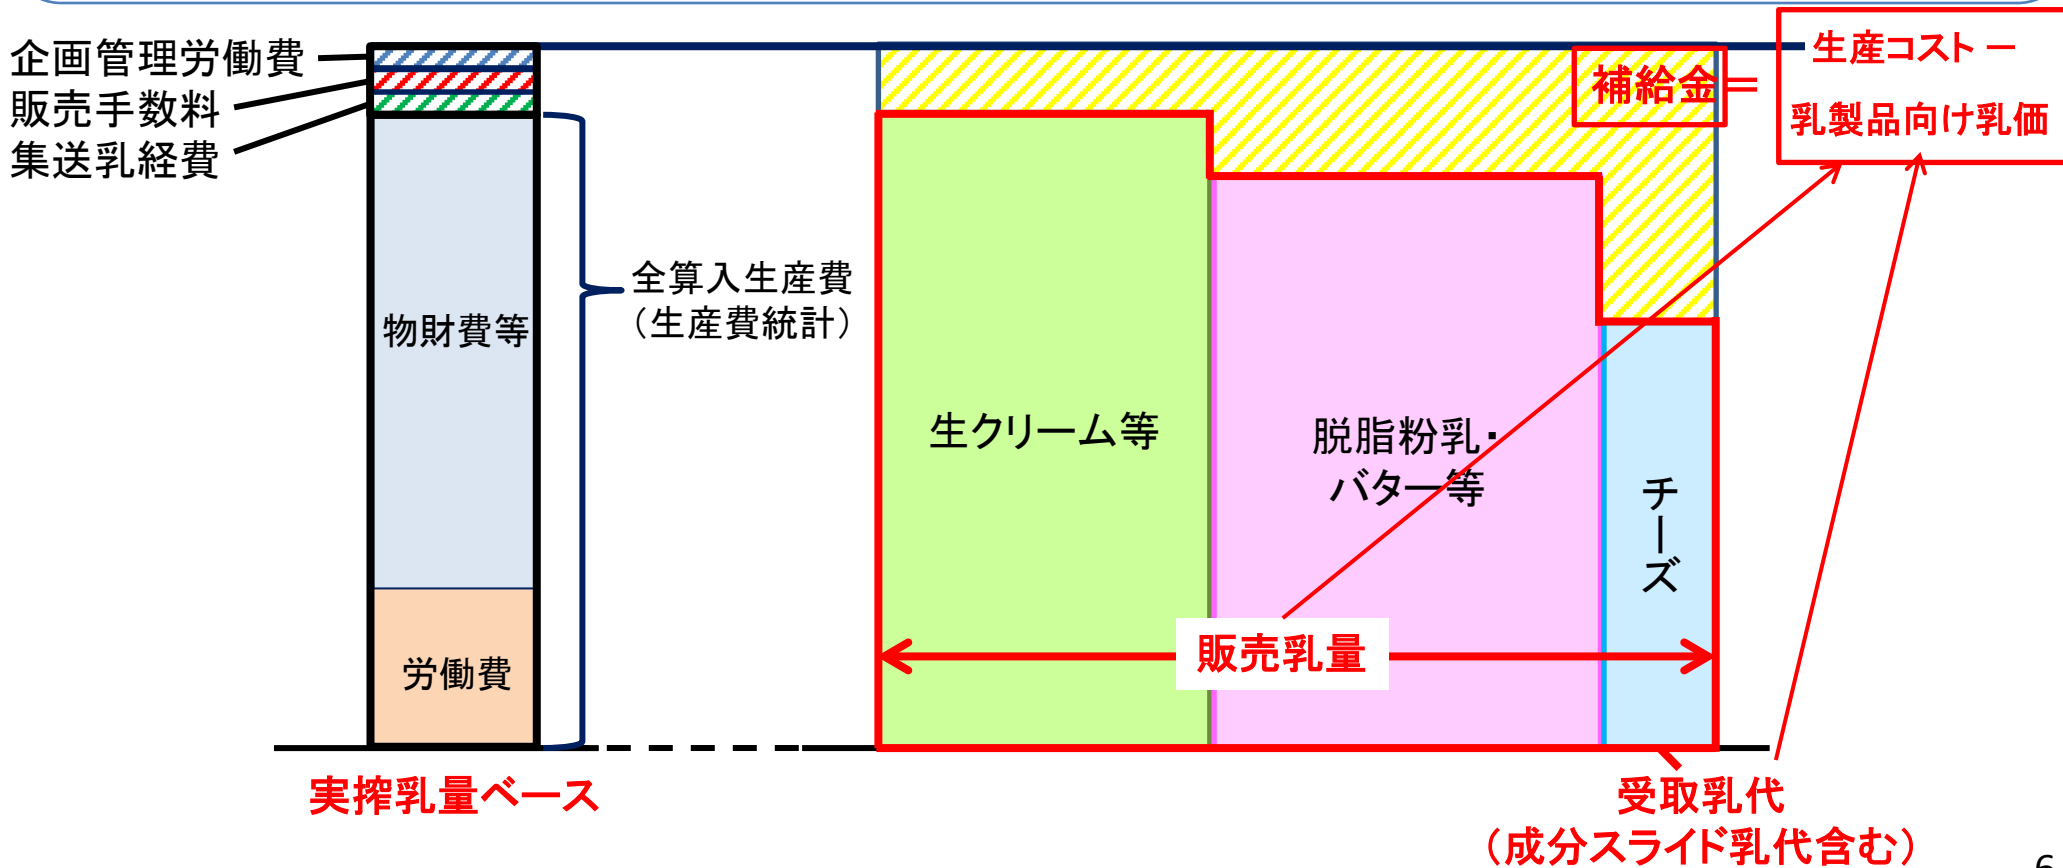 企画管理労働費
販売手数料
集送乳経費
生産コスト －
補給金＝
乳製品向け乳価
全算入生産費
（生産費統計）
物財費等
労働費
生クリーム等
脱脂粉乳・
バター等
チーズ
販売乳量
実搾乳量ベース
受取乳代
（成分スライド乳代含む）
6